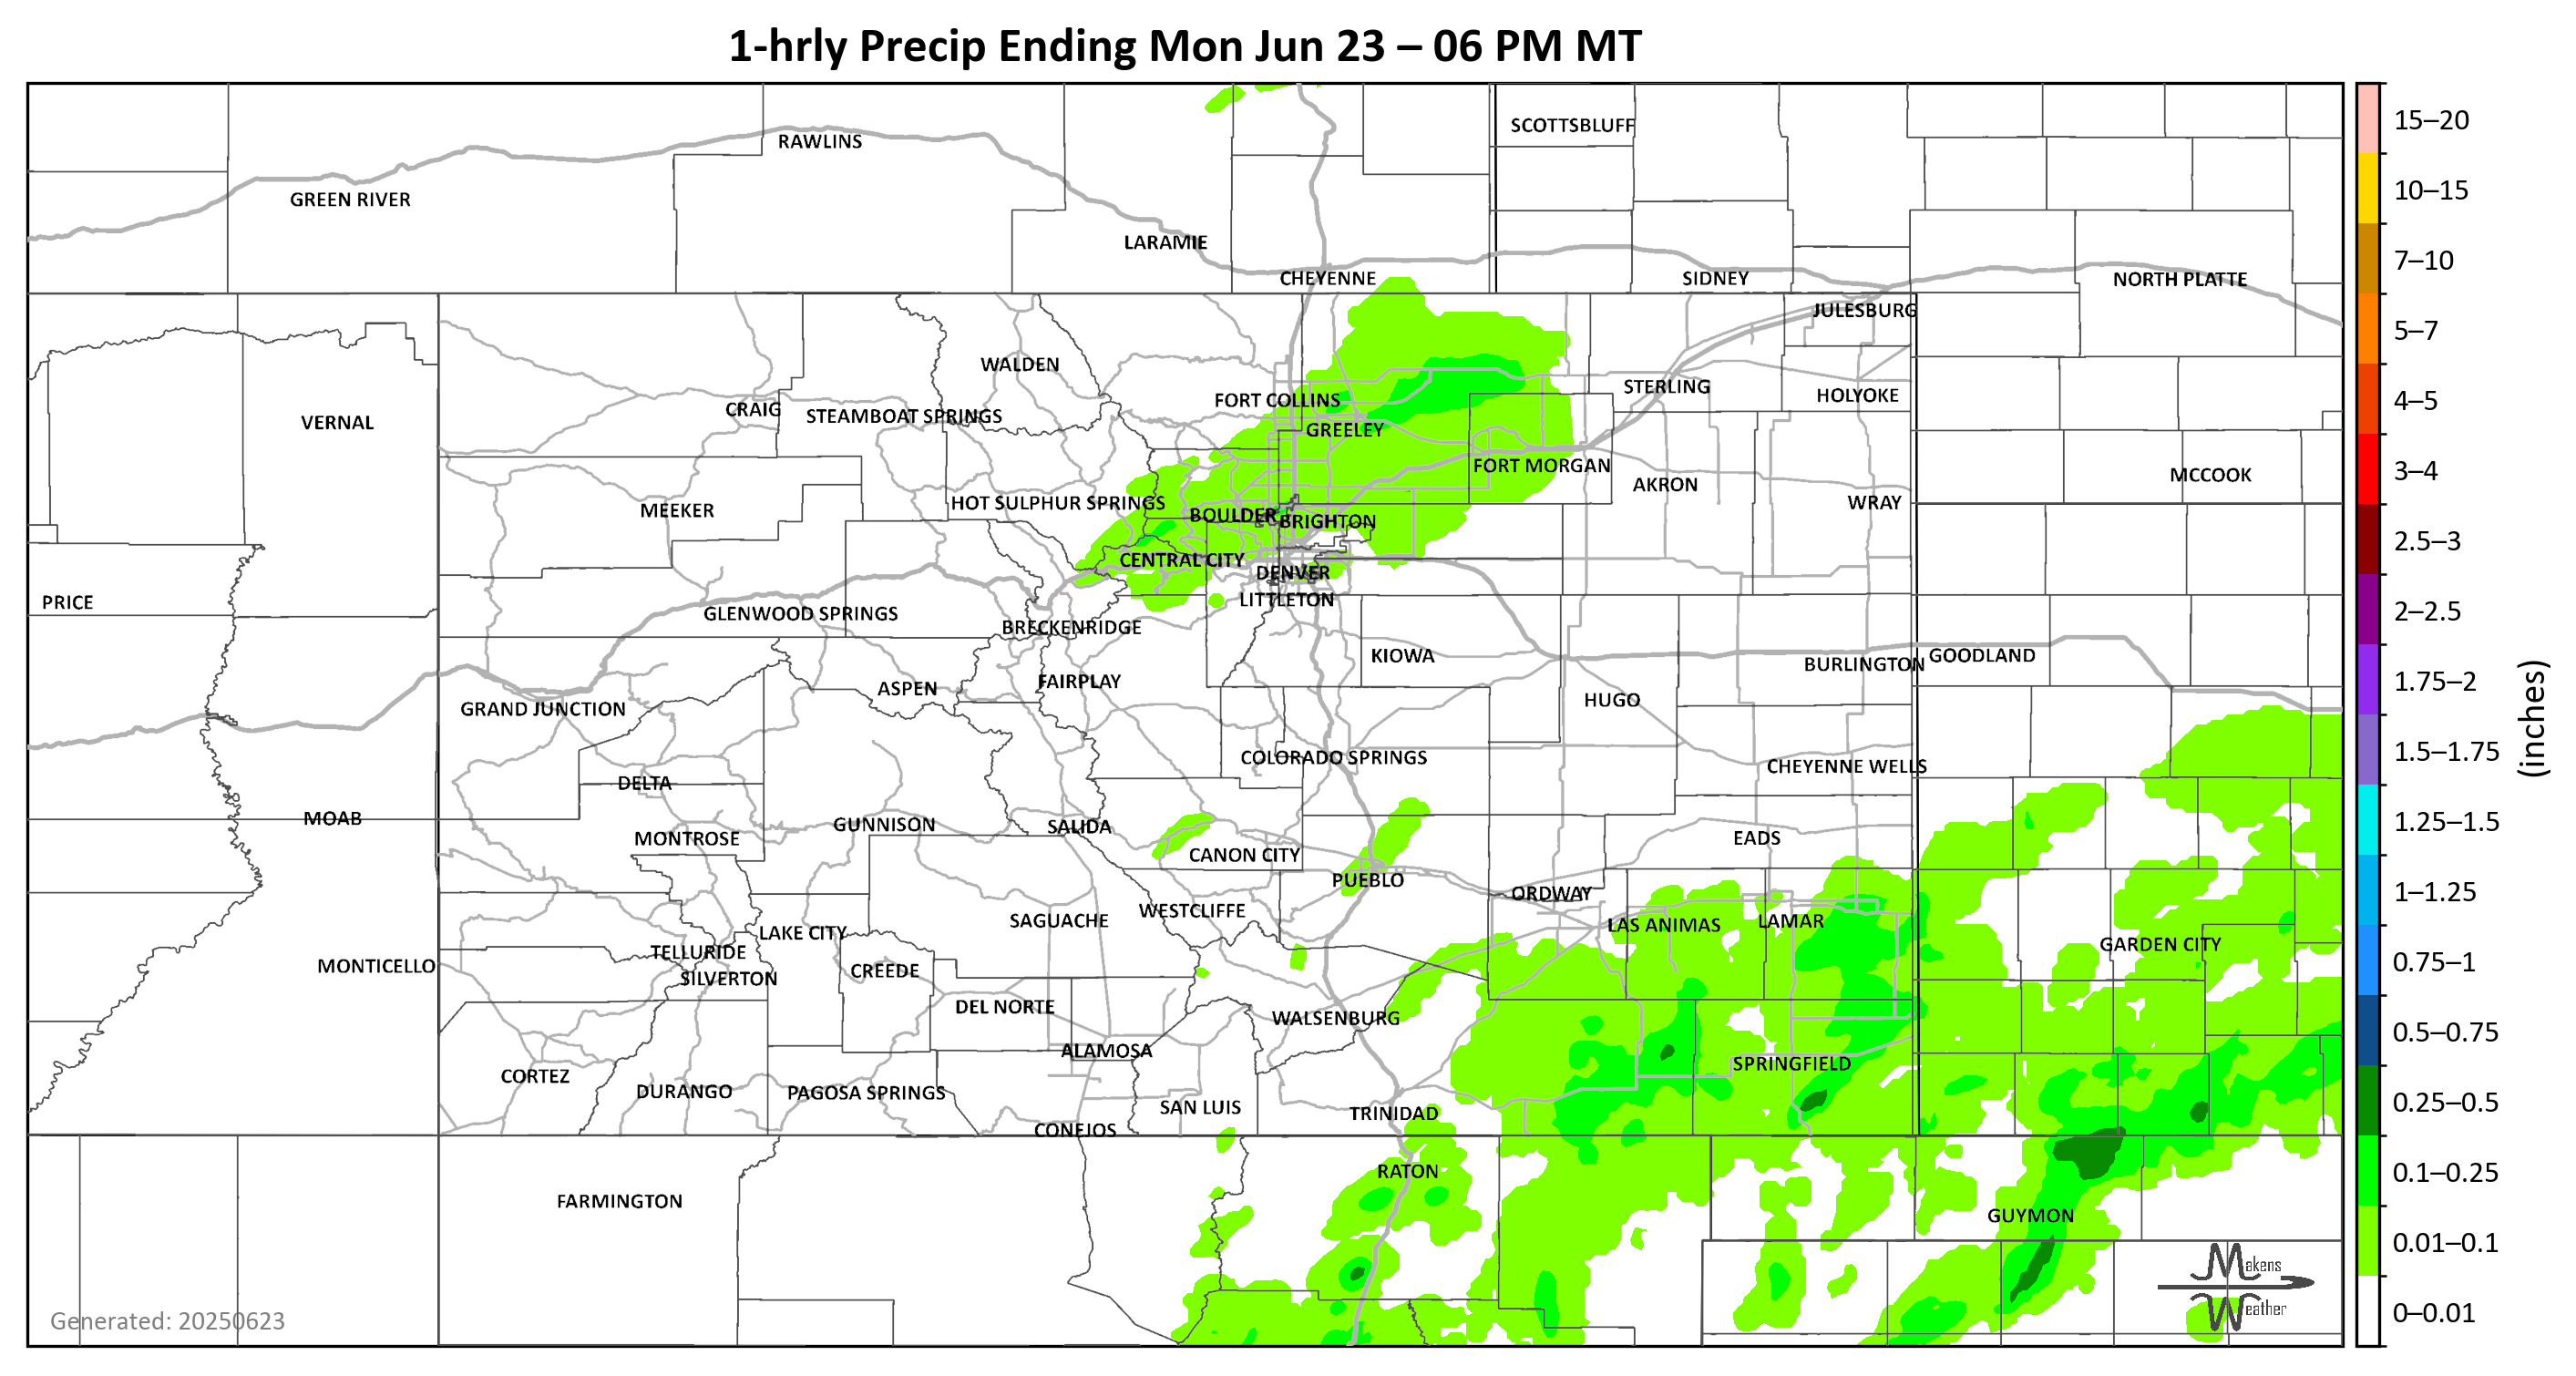 1-hrly Precip Ending Mon Jun 23 – 06 PM MT
SCOTTSBLUFF
RAWLINS
GREEN RIVER
LARAMIE
CHEYENNE
SIDNEY
NORTH PLATTE
JULESBURG
WALDEN
STERLING
HOLYOKE
FORT COLLINS
CRAIG
STEAMBOAT SPRINGS
VERNAL
GREELEY
FORT MORGAN
MCCOOK
AKRON
HOT SULPHUR SPRINGS
WRAY
MEEKER
BOULDER
BRIGHTON
CENTRAL CITY
DENVER
LITTLETON
PRICE
GLENWOOD SPRINGS
BRECKENRIDGE
KIOWA
GOODLAND
BURLINGTON
FAIRPLAY
ASPEN
HUGO
GRAND JUNCTION
COLORADO SPRINGS
CHEYENNE WELLS
DELTA
MOAB
GUNNISON
SALIDA
MONTROSE
EADS
CANON CITY
PUEBLO
ORDWAY
WESTCLIFFE
SAGUACHE
LAS ANIMAS
LAMAR
LAKE CITY
GARDEN CITY
TELLURIDE
MONTICELLO
CREEDE
SILVERTON
DEL NORTE
WALSENBURG
ALAMOSA
SPRINGFIELD
CORTEZ
DURANGO
PAGOSA SPRINGS
SAN LUIS
TRINIDAD
CONEJOS
RATON
FARMINGTON
GUYMON
Makens
Weather
Generated: 20250623
15–20
10–15
7–10
5–7
4–5
3–4
2.5–3
2–2.5
1.75–2
1.5–1.75
1.25–1.5
1–1.25
0.75–1
0.5–0.75
0.25–0.5
0.1–0.25
0.01–0.1
0–0.01
(inches)